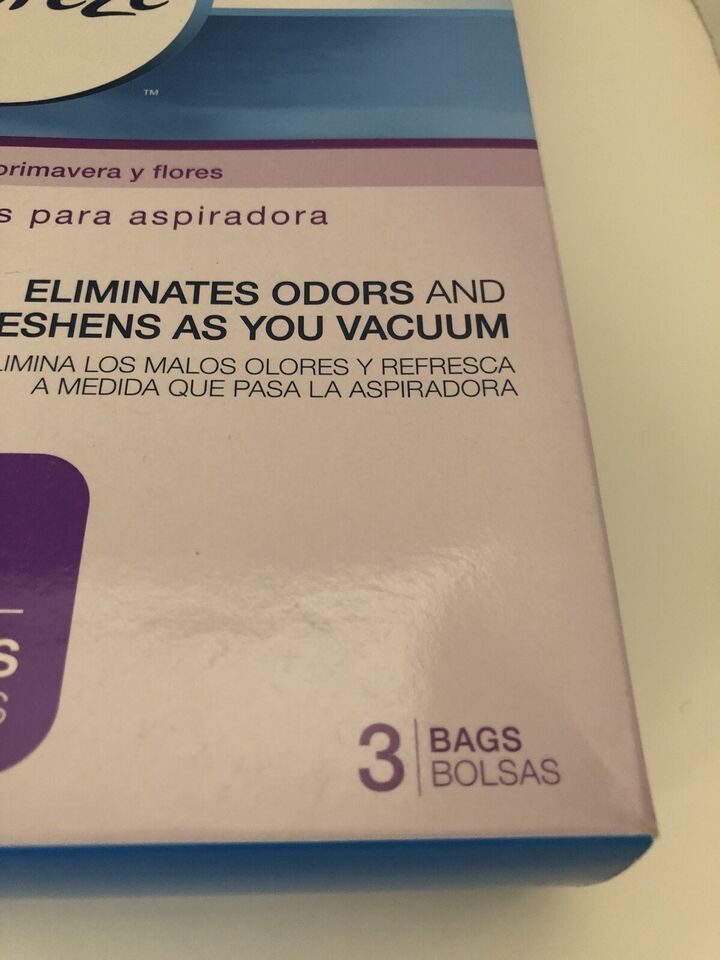 ™
primavera y flores
s para aspiradora
ELIMINATES ODORS AND
ESHENS AS YOU VACUUM
LIMINA LOS MALOS OLORES Y REFRESCA
A MEDIDA QUE PASA LA ASPIRADORA
S
3 BAGS
BOLSAS